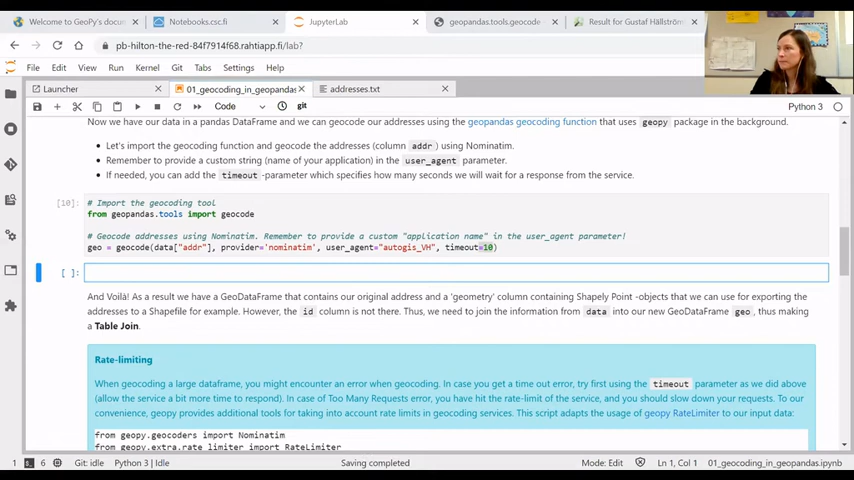 Welcome to GeoPy's docum
Notebooks.csc.fi
JupyterLab
geopandas.tools.geocode
Result for Gustaf Hällström
pb-hilton-the-red-84f7914f68.rahtiapp.fi/lab?
File Edit View Run Kernel Git Tabs Settings Help
Launcher
01_geocoding_in_geopandas
addresses.txt
Code
git
Python 3
Now we have our data in a pandas DataFrame and we can geocode our addresses using the geopandas geocoding function that uses geopy package in the background.
• Let's import the geocoding function and geocode the addresses (column addr) using Nominatim.
• Remember to provide a custom string (name of your application) in the user_agent parameter.
• If needed, you can add the timeout -parameter which specifies how many seconds we will wait for a response from the service.
[10]:
# Import the geocoding tool
from geopandas.tools import geocode
# Geocode addresses using Nominatim. Remember to provide a custom "application name" in the user_agent parameter!
geo = geocode(data["addr"], provider='nominatim', user_agent="autogis_VH", timeout=10)
[ ]:
And Voilà! As a result we have a GeoDataFrame that contains our original address and a 'geometry' column containing Shapely Point -objects that we can use for exporting the
addresses to a Shapefile for example. However, the id column is not there. Thus, we need to join the information from data into our new GeoDataFrame geo, thus making
a Table Join.
Rate-limiting
When geocoding a large dataframe, you might encounter an error when geocoding. In case you get a time out error, try first using the timeout parameter as we did above
(allow the service a bit more time to respond). In case of Too Many Requests error, you have hit the rate-limit of the service, and you should slow down your requests. To our
convenience, geopy provides additional tools for taking into account rate limits in geocoding services. This script adapts the usage of geopy RateLimiter to our input data:
from geopy.geocoders import Nominatim
from geopy.extra.rate_limiter import RateLimiter
1 6 Git: idle Python 3 | Idle
Saving completed
Mode: Edit
Ln 1, Col 1
01_geocoding_in_geopandas.ipynb